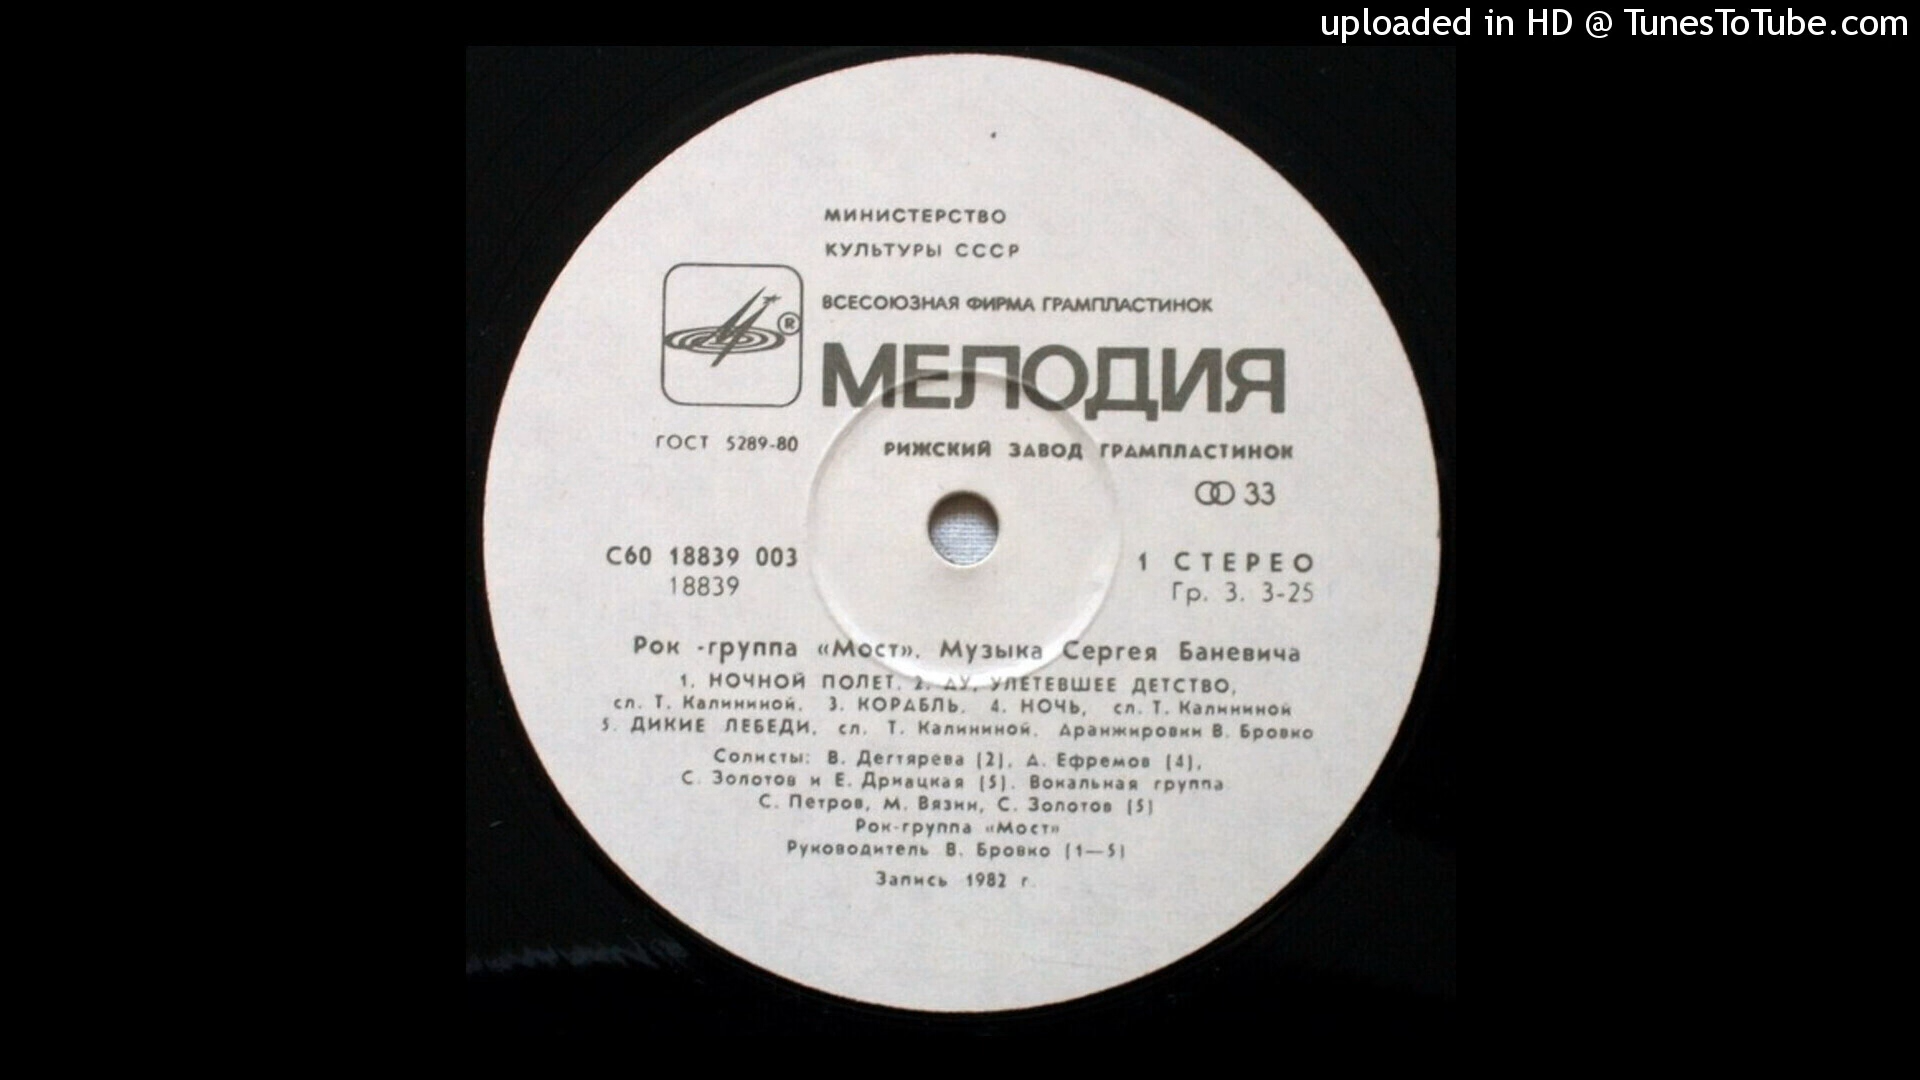 uploaded in HD @ TunesToTube.com
МИНИСТЕРСТВО
КУЛЬТУРЫ СССР
ВСЕСОЮЗНАЯ ФИРМА ГРАМПЛАСТИНОК
®
МЕЛОДИЯ
ГОСТ 5289-80
РИЖСКИЙ ЗАВОД ГРАМПЛАСТИНОК
33
С60 18839 003
1 СТЕРЕО
18839
Гр. 3. 3-25
Рок -группа «Мост». Музыка Сергея Баневича
1. НОЧНОЙ ПОЛЕТ. 2. АУ, УЛЕТЕВШЕЕ ДЕТСТВО,
сл. Т. Калининой. 3. КОРАБЛЬ. 4. НОЧЬ, сл. Т. Калининой
5. ДИКИЕ ЛЕБЕДИ, сл. Т. Калининой. Аранжировки В. Бровко
Солисты: В. Дегтярева (2), А. Ефремов (4),
С. Золотов и Е. Дриацкая (5). Вокальная группа
С. Петров, М. Вязин, С. Золотов (5)
Рок-группа «Мост»
Руководитель В. Бровко (1—5)
Запись 1982 г.